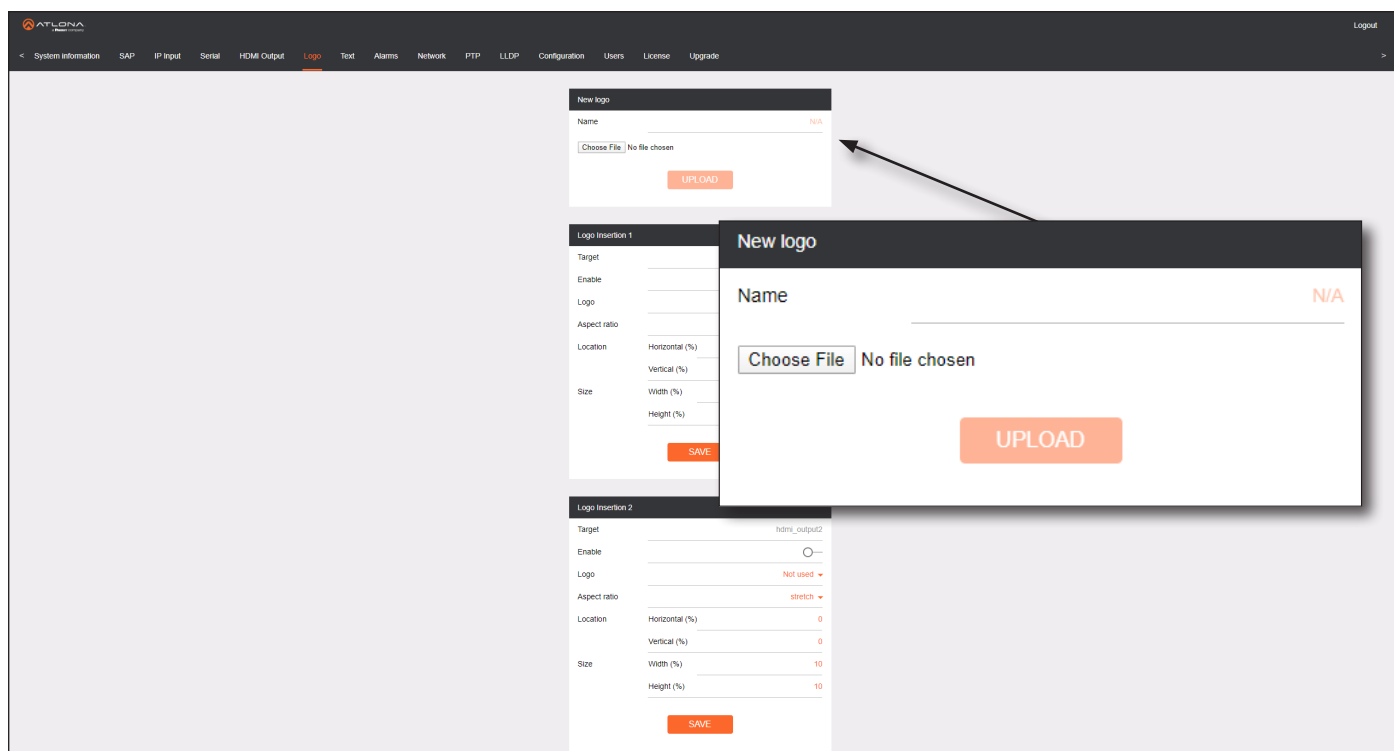 ATLONA
Logout
< System information SAP IP Input Serial HDMI Output Logo Text Alarms Network PTP LLDP Configuration Users License Upgrade >
New logo
Name N/A
Choose File No file chosen
UPLOAD
Logo Insertion 1
Target
Enable
Logo
Aspect ratio
Location Horizontal (%)
Vertical (%)
Size Width (%)
Height (%)
SAVE
New logo
Name N/A
Choose File No file chosen
UPLOAD
Logo Insertion 2
Target hdmi_output2
Enable
Logo Not used
Aspect ratio stretch
Location Horizontal (%) 0
Vertical (%) 0
Size Width (%) 10
Height (%) 10
SAVE